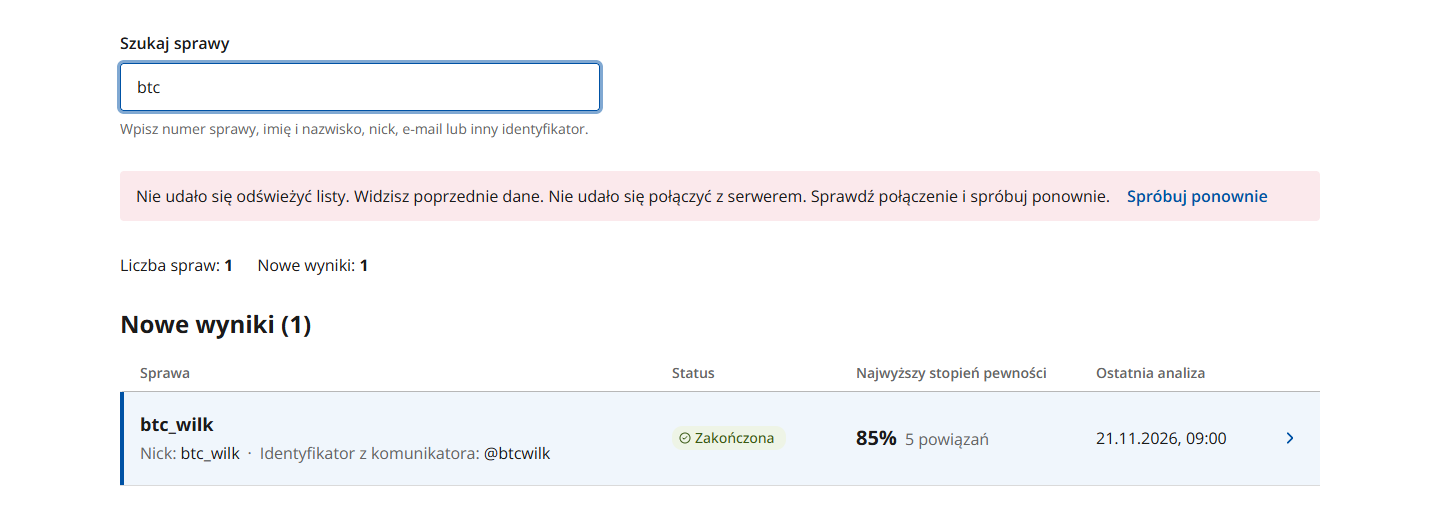 Szukaj sprawy
btc
Wpisz numer sprawy, imię i nazwisko, nick, e-mail lub inny identyfikator.
Nie udało się odświeżyć listy. Widzisz poprzednie dane. Nie udało się połączyć z serwerem. Sprawdź połączenie i spróbuj ponownie. Spróbuj ponownie
Liczba spraw: 1 Nowe wyniki: 1
Nowe wyniki (1)
Sprawa Status Najwyższy stopień pewności Ostatnia analiza
btc_wilk
Nick: btc_wilk · Identyfikator z komunikatora: @btcwilk
Zakończona 85% 5 powiązań 21.11.2026, 09:00